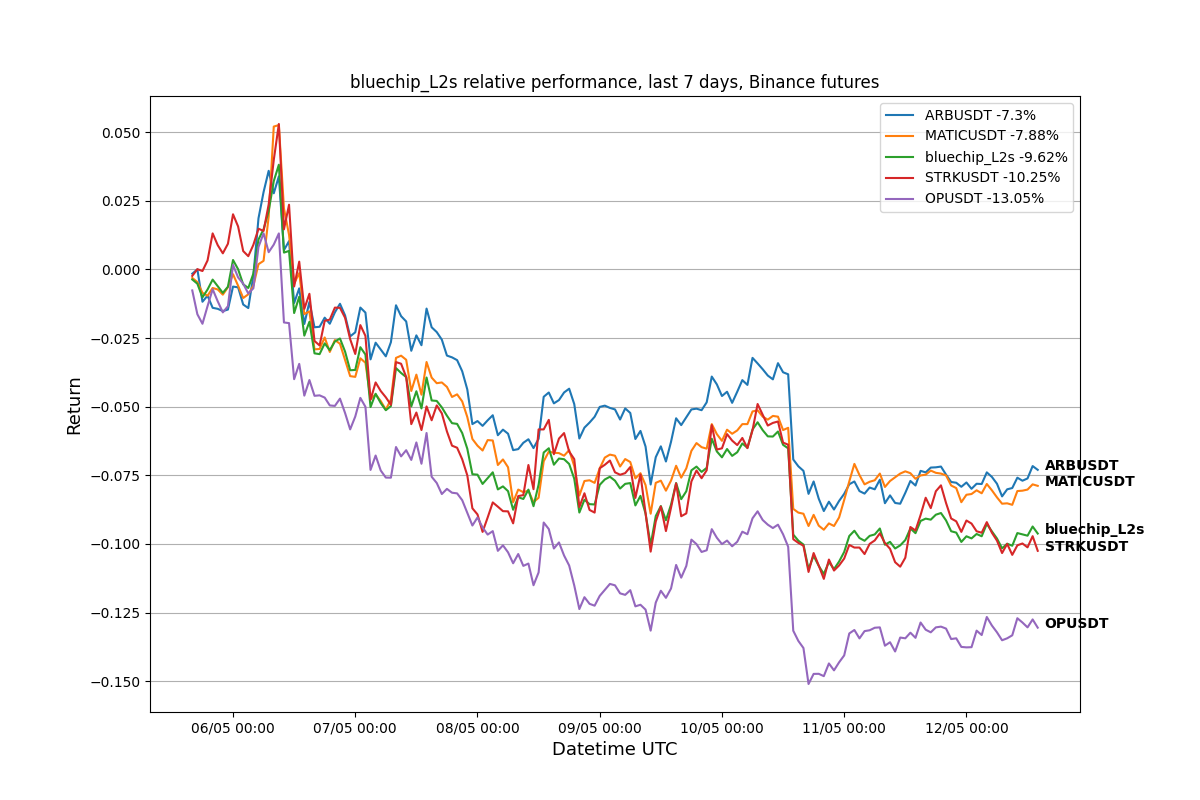 bluechip_L2s relative performance, last 7 days, Binance futures
ARBUSDT -7.3%
MATICUSDT -7.88%
bluechip_L2s -9.62%
STRKUSDT -10.25%
OPUSDT -13.05%
Return
0.050
0.025
0.000
−0.025
−0.050
−0.075
−0.100
−0.125
−0.150
ARBUSDT
MATICUSDT
bluechip_L2s
STRKUSDT
OPUSDT
06/05 00:00 07/05 00:00 08/05 00:00 09/05 00:00 10/05 00:00 11/05 00:00 12/05 00:00
Datetime UTC